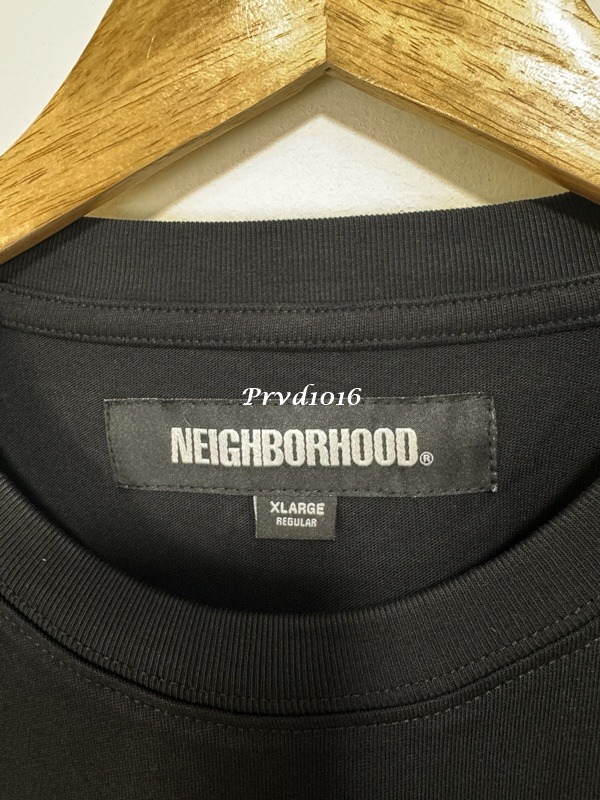 Prvd1016
NEIGHBORHOOD®
XLARGE
REGULAR